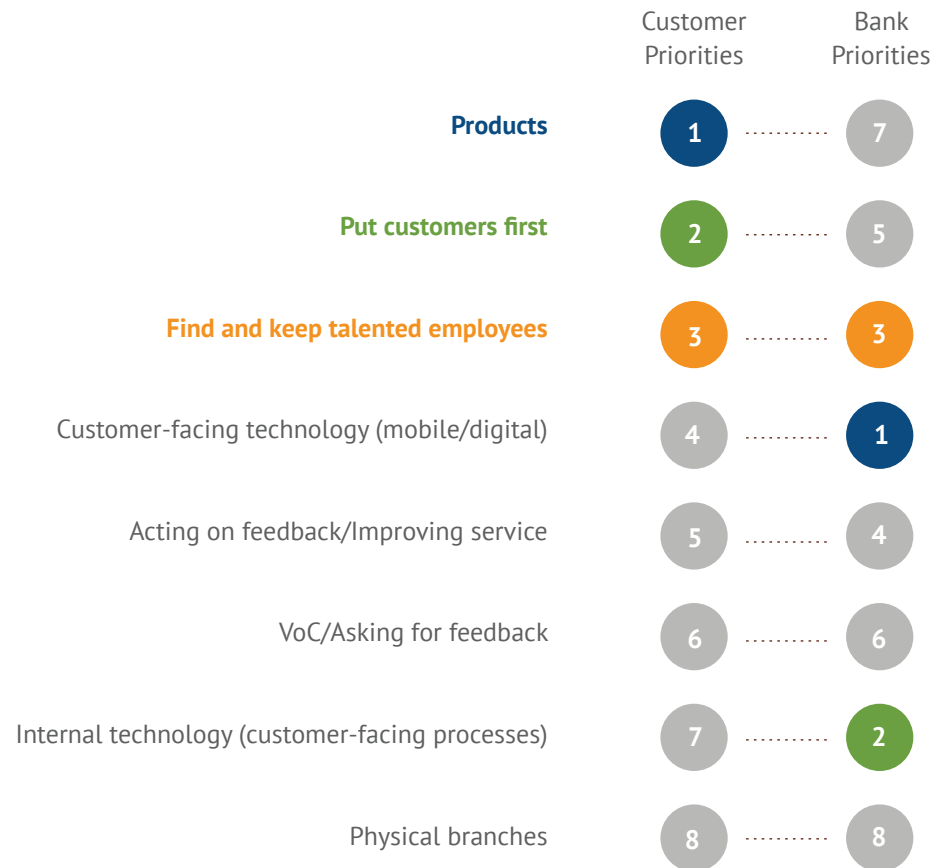 Customer Priorities
Bank Priorities
Products 1 7
Put customers first 2 5
Find and keep talented employees 3 3
Customer-facing technology (mobile/digital) 4 1
Acting on feedback/Improving service 5 4
VoC/Asking for feedback 6 6
Internal technology (customer-facing processes) 7 2
Physical branches 8 8